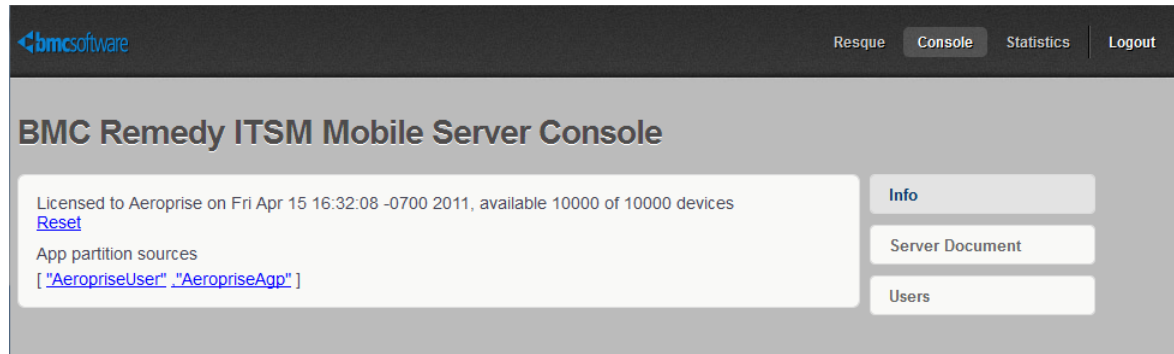 bmcsoftware
Resque Console Statistics Logout
BMC Remedy ITSM Mobile Server Console
Licensed to Aeroprise on Fri Apr 15 16:32:08 -0700 2011, available 10000 of 10000 devices
Reset
App partition sources
[ "AeropriseUser" ,"AeropriseAgp" ]
Info
Server Document
Users